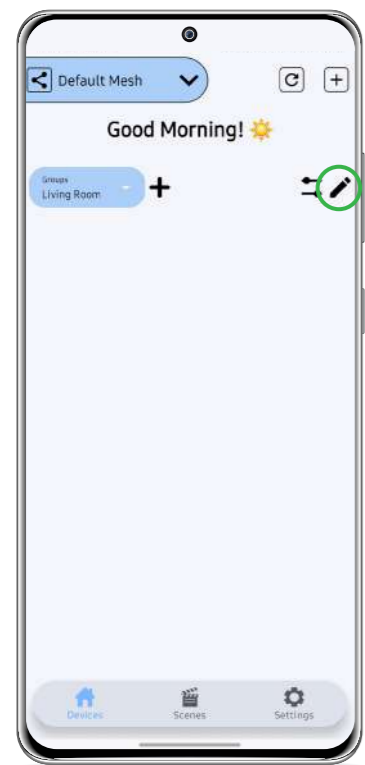 Default Mesh
Good Morning!
Groups
Living Room
Devices
Scenes
Settings